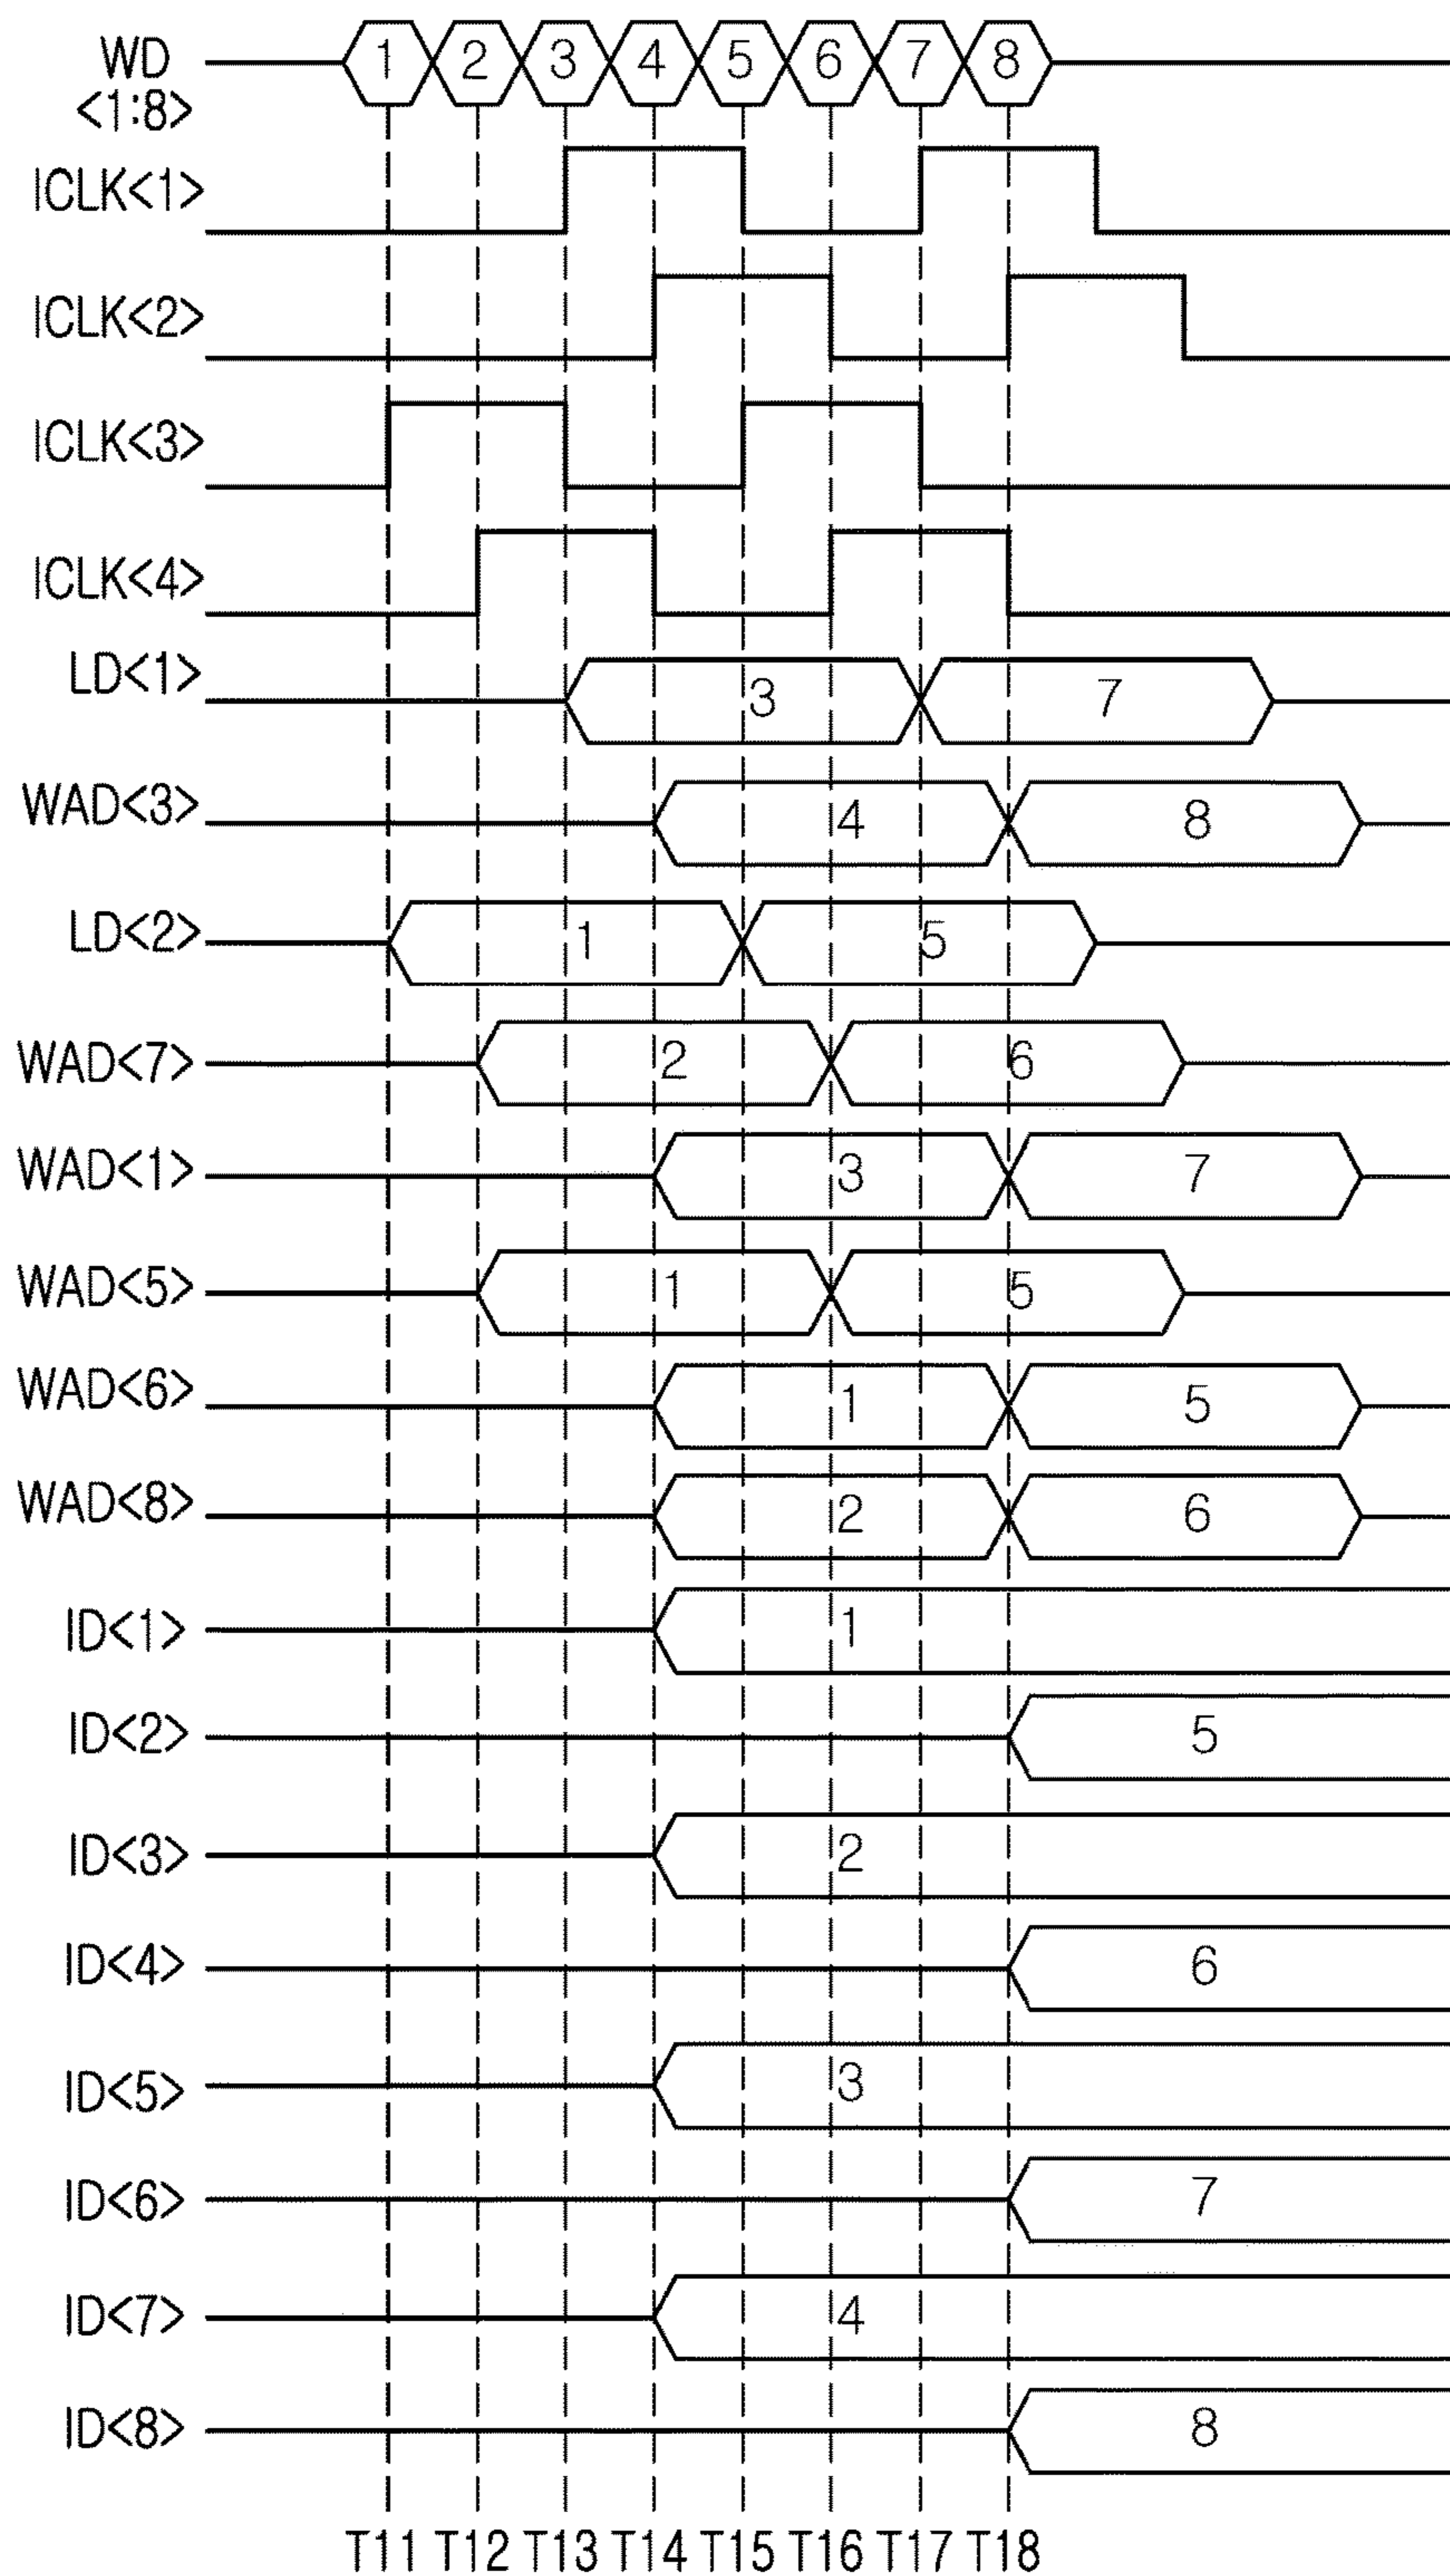 WD 1 2 3 4 5 6 7 8
<1:8>
ICLK<1>
ICLK<2>
ICLK<3>
ICLK<4>
LD<1> 3 7
WAD<3> 4 8
LD<2> 1 5
WAD<7> 2 6
WAD<1> 3 7
WAD<5> 1 5
WAD<6> 1 5
WAD<8> 2 6
ID<1> 1
ID<2> 5
ID<3> 2
ID<4> 6
ID<5> 3
ID<6> 7
ID<7> 4
ID<8> 8
T11 T12 T13 T14 T15 T16 T17 T18